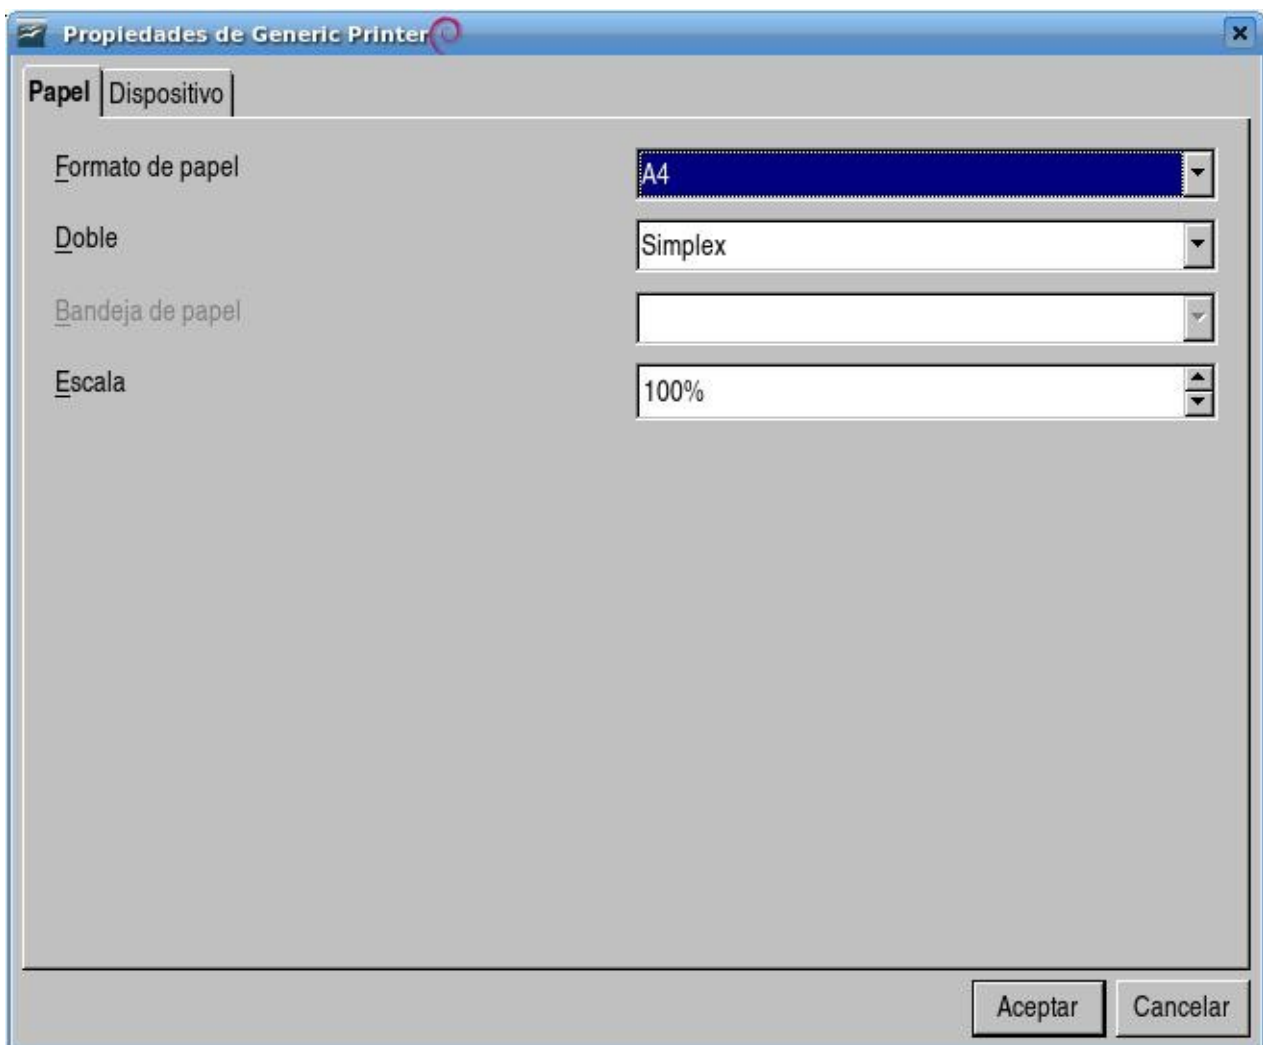 Propiedades de Generic Printer
Papel Dispositivo
Formato de papel A4
Doble Simplex
Bandeja de papel
Escala 100%
Aceptar Cancelar